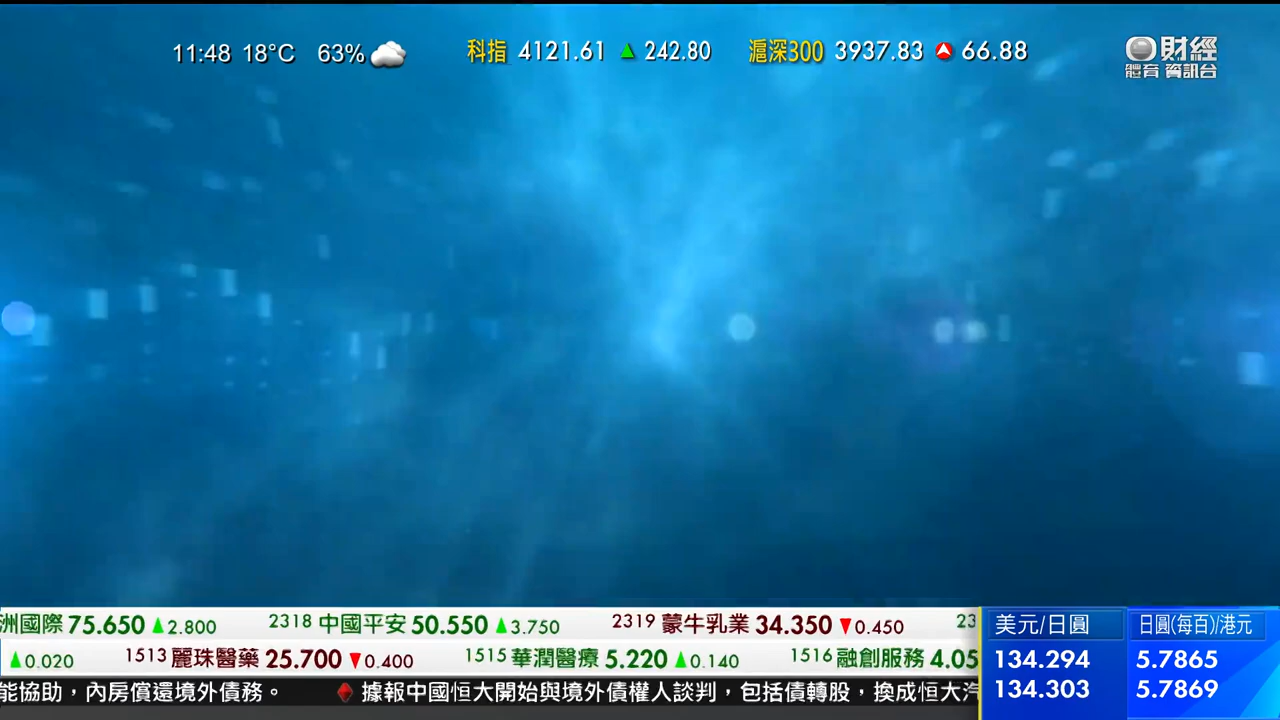 11:48 18°C 63% 科指 4121.61 ▲ 242.80 滬深300 3937.83 66.88
財經
體育 資訊台
洲國際 75.650 ▲2.800 2318 中國平安 50.550 ▲3.750 2319 蒙牛乳業 34.350 ▼0.450 23
▲0.020 1513 麗珠醫藥 25.700 ▼0.400 1515 華潤醫療 5.220 ▲0.140 1516 融創服務 4.05
能協助,內房償還境外債務。 據報中國恒大開始與境外債權人談判,包括債轉股,換成恒大汽
美元/日圓 日圓(每百)/港元
134.294 5.7865
134.303 5.7869